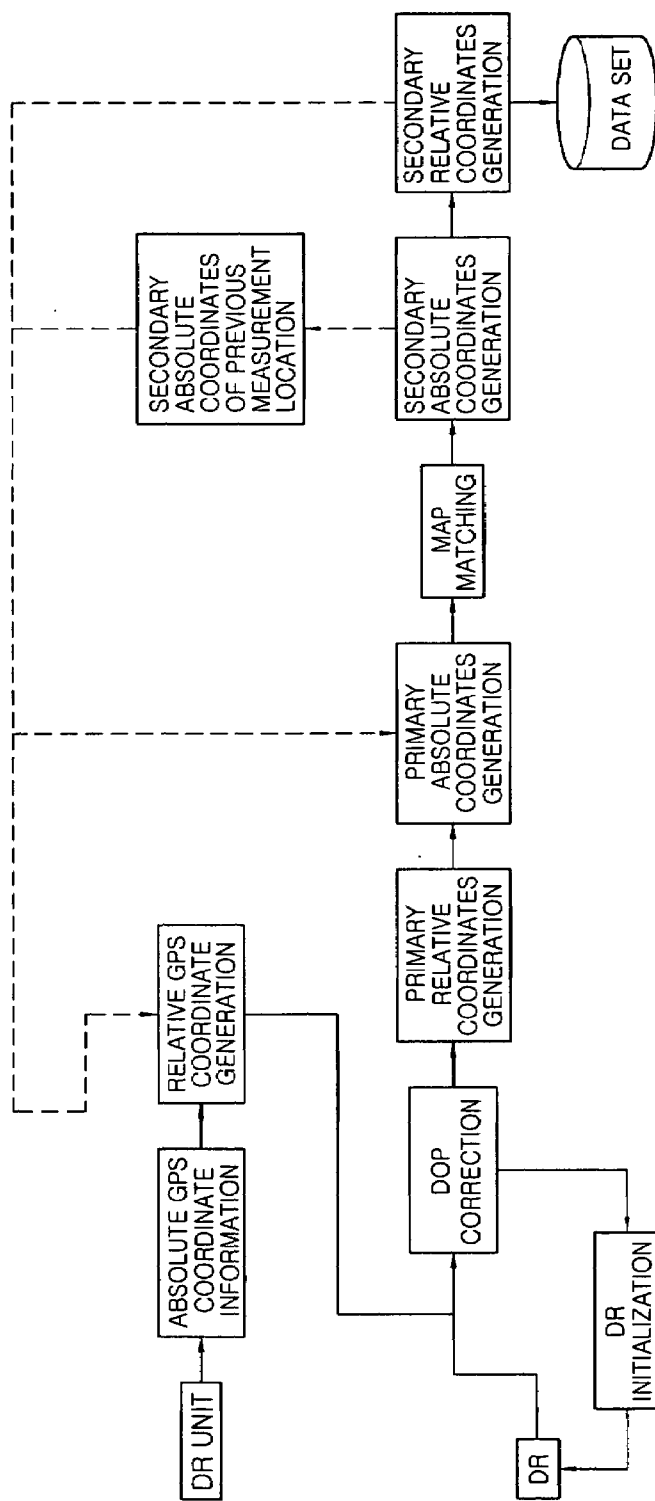 DR UNIT
ABSOLUTE GPS
COORDINATE
INFORMATION
RELATIVE GPS
COORDINATE
GENERATION
DR
DR
INITIALIZATION
DOP
CORRECTION
PRIMARY
RELATIVE
COORDINATES
GENERATION
PRIMARY
ABSOLUTE
COORDINATES
GENERATION
MAP
MATCHING
SECONDARY
ABSOLUTE
COORDINATES
GENERATION
SECONDARY
ABSOLUTE
COORDINATES
OF PREVIOUS
MEASUREMENT
LOCATION
SECONDARY
RELATIVE
COORDINATES
GENERATION
DATA SET